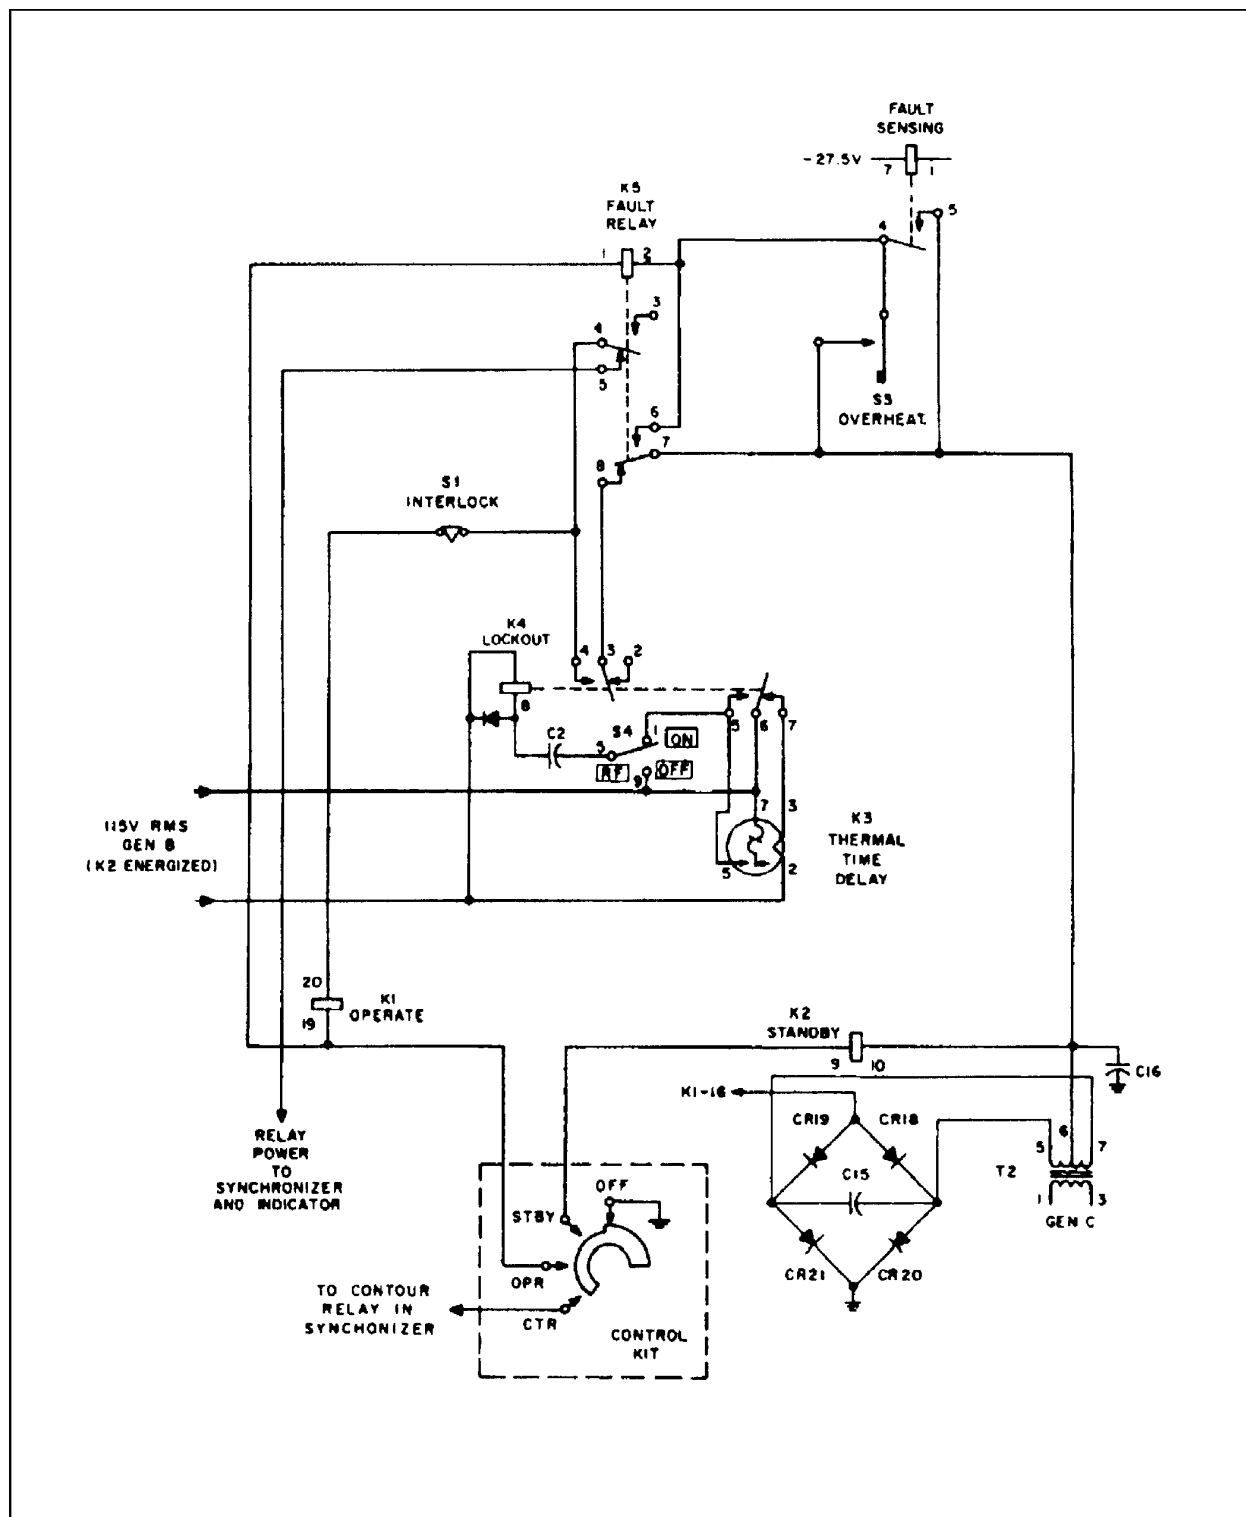 FAULT
SENSING
-27.5V
7
1
K5
FAULT
RELAY
1
2
5
4
3
4
5
S3
OVERHEAT
6
7
8
S1
INTERLOCK
K4
LOCKOUT
4
3
2
8
C2
5
S4
1
ON
RF
OFF
9
5
6
7
115V RMS
GEN B
(K2 ENERGIZED)
7
3
5
2
K3
THERMAL
TIME
DELAY
20
19
K1
OPERATE
K2
STANDBY
9
10
C16
K1-16
CR19
CR18
C15
CR21
CR20
5
6
7
T2
1
3
GEN C
RELAY
POWER
TO
SYNCHRONIZER
AND INDICATOR
OFF
STBY
OPR
CTR
TO CONTOUR
RELAY IN
SYNCHONIZER
CONTROL
KIT